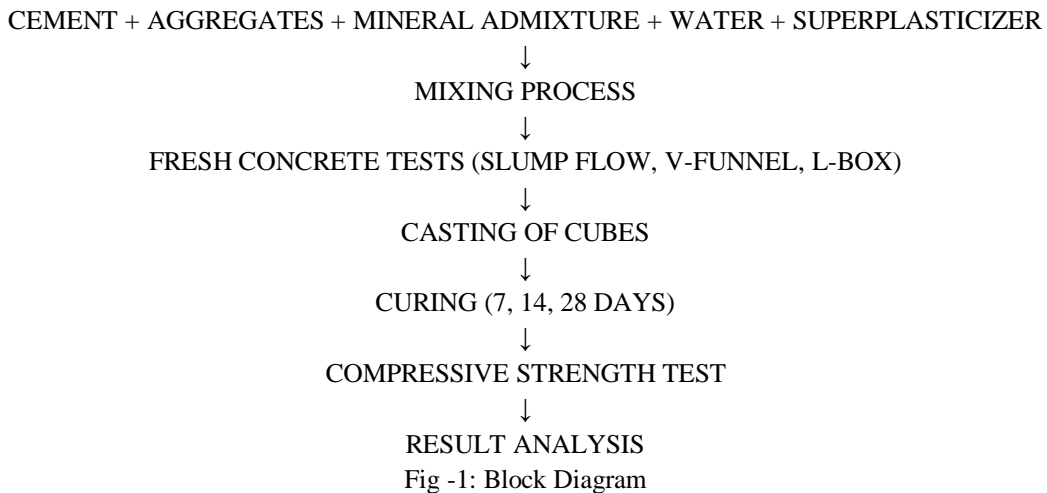 CEMENT + AGGREGATES + MINERAL ADMIXTURE + WATER + SUPERPLASTICIZER
↓
MIXING PROCESS
↓
FRESH CONCRETE TESTS (SLUMP FLOW, V-FUNNEL, L-BOX)
↓
CASTING OF CUBES
↓
CURING (7, 14, 28 DAYS)
↓
COMPRESSIVE STRENGTH TEST
↓
RESULT ANALYSIS
Fig -1: Block Diagram